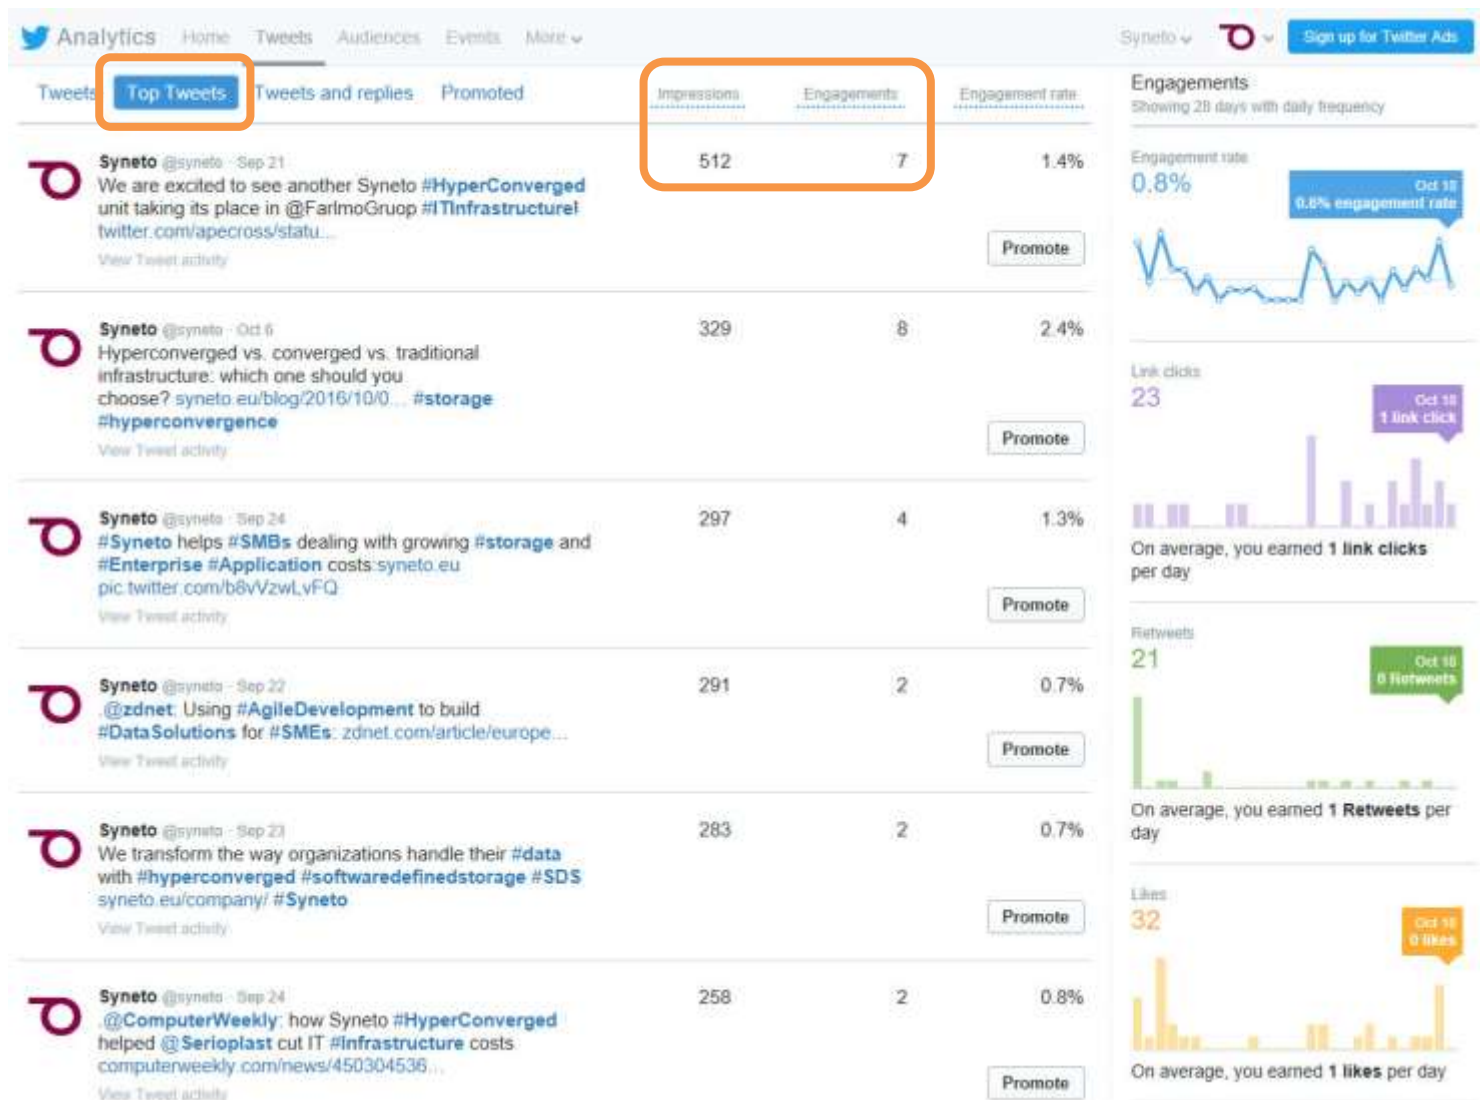 Analytics Home Tweets Audiences Events More
Syneto
Sign up for Twitter Ads
Tweets Top Tweets Tweets and replies Promoted
Impressions Engagements Engagement rate
Syneto @syneto · Sep 21
We are excited to see another Syneto #HyperConverged
unit taking its place in @FarImoGruop #ITInfrastructure!
twitter.com/apecross/statu...
View Tweet activity
512 7 1.4%
Promote
Syneto @syneto · Oct 6
Hyperconverged vs. converged vs. traditional
infrastructure: which one should you
choose? syneto.eu/blog/2016/10/0... #storage
#hyperconvergence
View Tweet activity
329 8 2.4%
Promote
Syneto @syneto · Sep 24
#Syneto helps #SMBs dealing with growing #storage and
#Enterprise #Application costs:syneto.eu
pic.twitter.com/b8vVzwLvFQ
View Tweet activity
297 4 1.3%
Promote
Syneto @syneto · Sep 22
.@zdnet: Using #AgileDevelopment to build
#DataSolutions for #SMEs: zdnet.com/article/europe...
View Tweet activity
291 2 0.7%
Promote
Syneto @syneto · Sep 23
We transform the way organizations handle their #data
with #hyperconverged #softwaredefinedstorage #SDS
syneto.eu/company/ #Syneto
View Tweet activity
283 2 0.7%
Promote
Syneto @syneto · Sep 24
.@ComputerWeekly: how Syneto #HyperConverged
helped @Serioplast cut IT #Infrastructure costs
computerweekly.com/news/450304536...
View Tweet activity
258 2 0.8%
Promote
Engagements
Showing 28 days with daily frequency
Engagement rate
0.8%
Oct 18
0.6% engagement rate
Link clicks
23
Oct 18
1 link click
On average, you earned 1 link clicks
per day
Retweets
21
Oct 18
0 Retweets
On average, you earned 1 Retweets per
day
Likes
32
Oct 18
0 likes
On average, you earned 1 likes per day